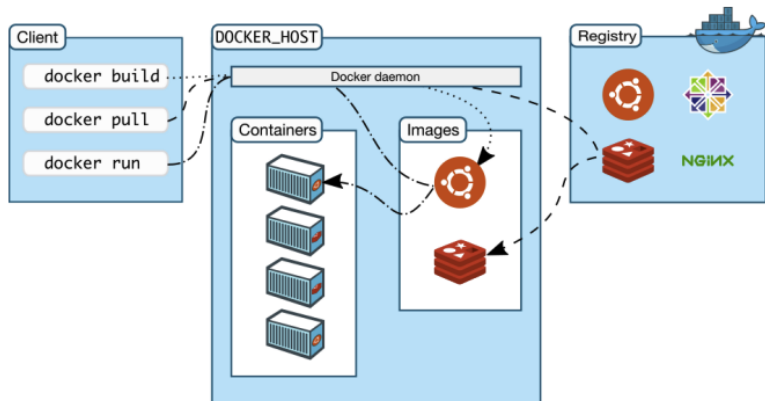 Client
docker build
docker pull
docker run
DOCKER_HOST
Docker daemon
Containers
Images
Registry
NGiNX